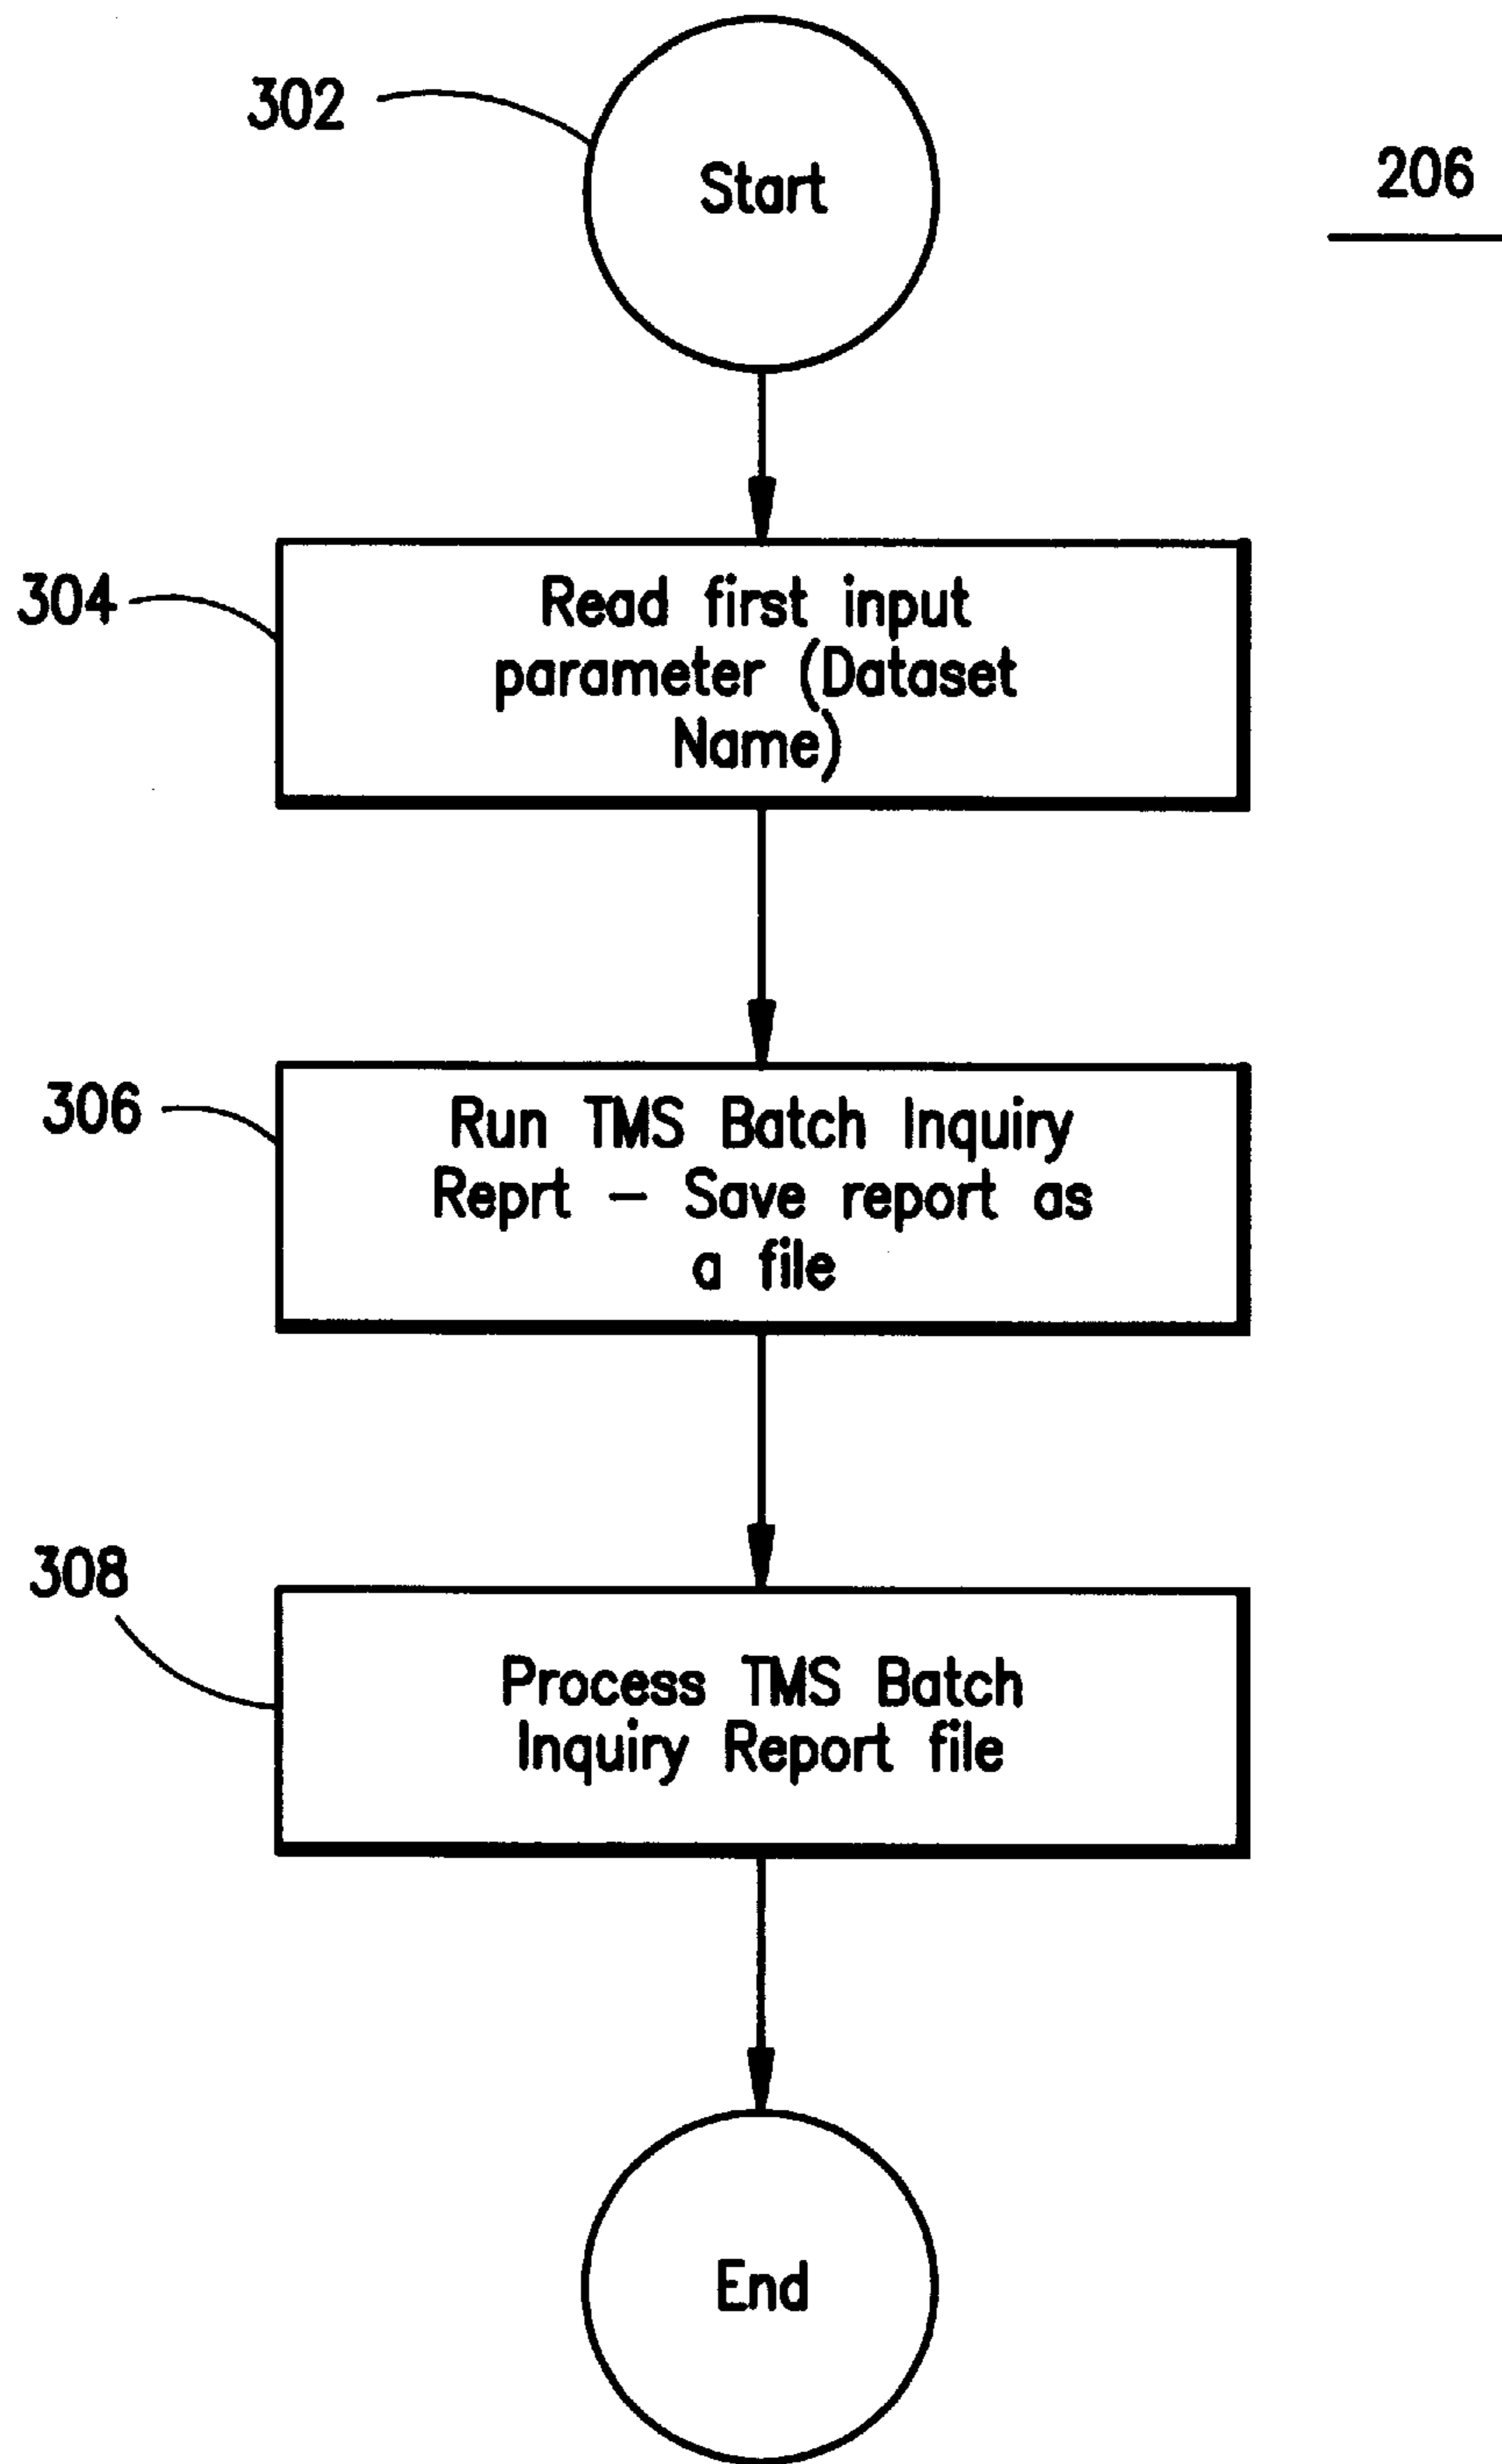 302
Start
206
304
Read first input
parameter (Dataset
Name)
306
Run TMS Batch Inquiry
Reprt – Save report as
a file
308
Process TMS Batch
Inquiry Report file
End